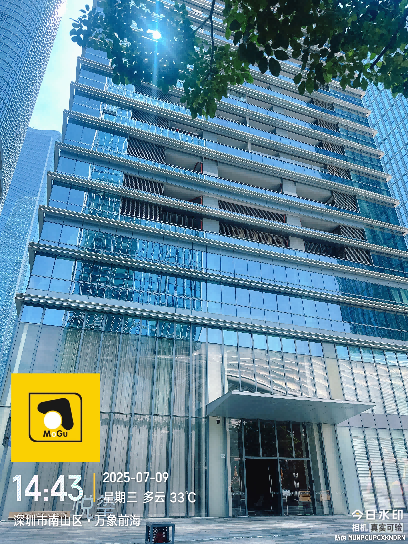 MoGu
14:43
2025-07-09
星期三 多云 33℃
深圳市南山区 · 万象前海
今日水印
相机 真实可验